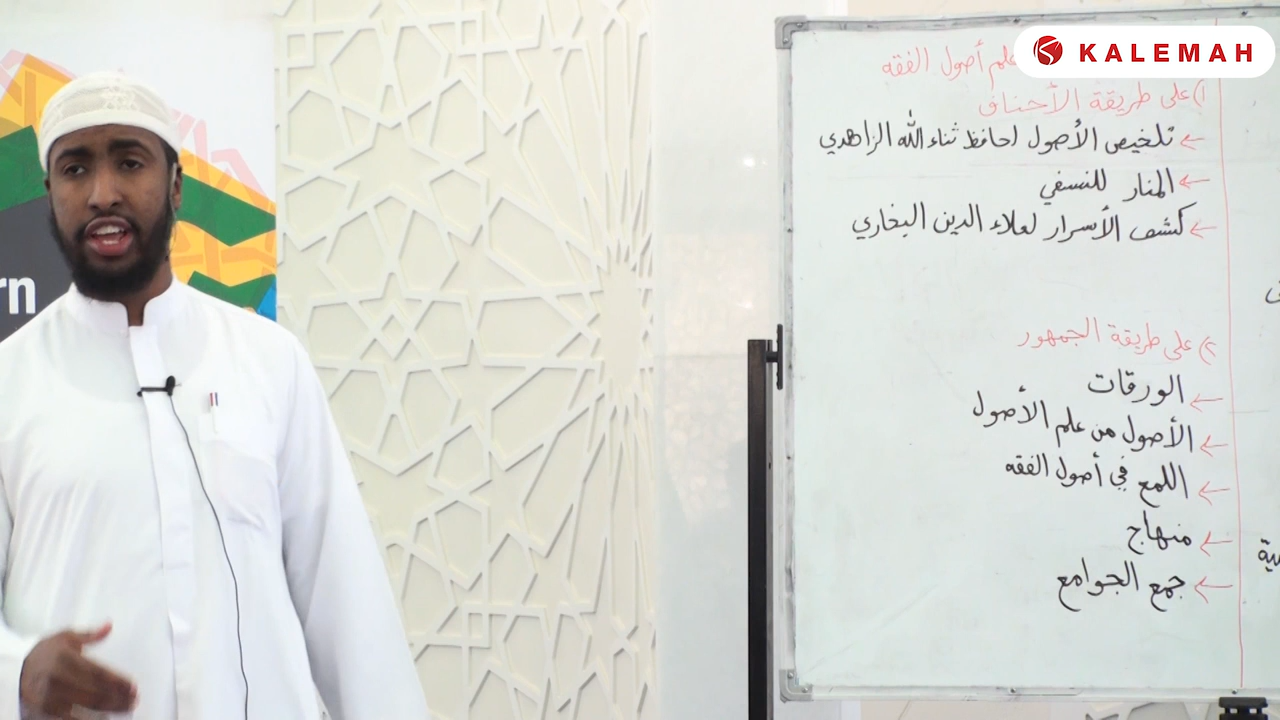 KALEMAH
علم أصول الفقه
١) على طريقة الأحناف
← تلخيص الأصول لحافظ ثناء الله الزاهدي
← المنار للنسفي
← كشف الأسرار لعلاء الدين البخاري
٢) على طريقة الجمهور
← الورقات
← الأصول من علم الأصول
← اللمع في أصول الفقه
← منهاج
← جمع الجوامع
rn